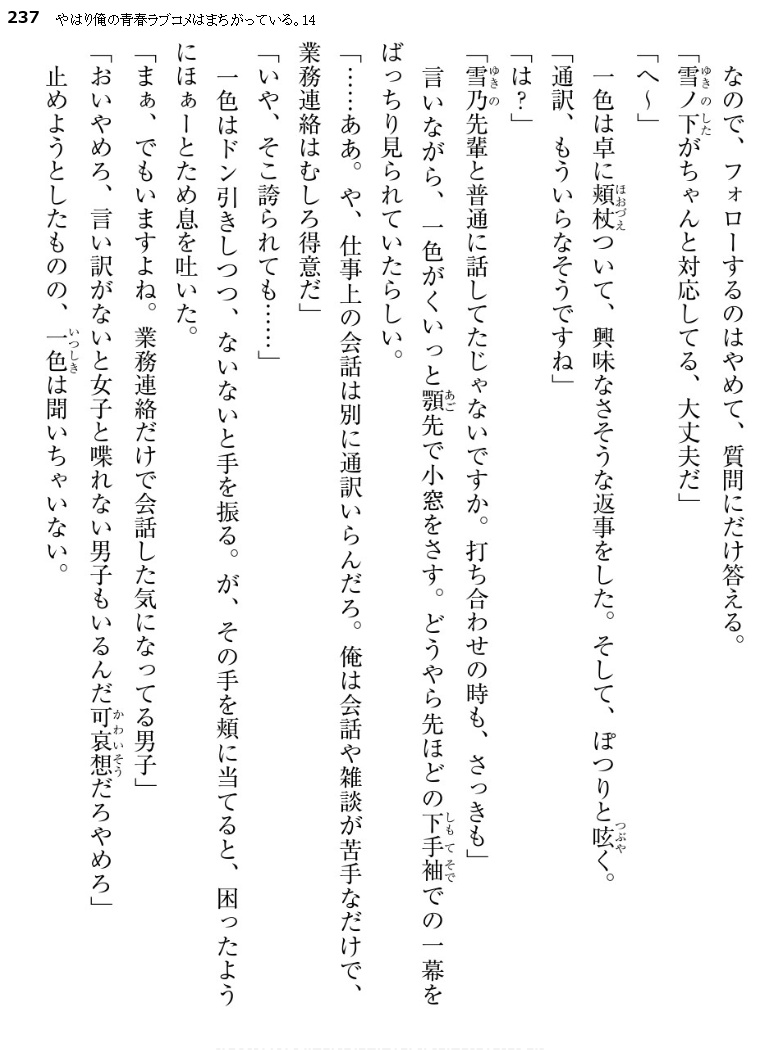 237 やはり俺の青春ラブコメはまちがっている。14
なので、フォローするのはやめて、質問にだけ答える。
「雪ノ下がちゃんと対応してる、大丈夫だ」
「へ〜」
一色は卓に頬杖ついて、興味なさそうな返事をした。そして、ぽつりと呟く。
「通訳、もういらなそうですね」
「は？」
「雪乃先輩と普通に話してたじゃないですか。打ち合わせの時も、さっきも」
言いながら、一色がくいっと顎先で小窓をさす。どうやら先ほどの下手袖での一幕を
ばっちり見られていたらしい。
「……ああ。や、仕事上の会話は別に通訳いらんだろ。俺は会話や雑談が苦手なだけで、
業務連絡はむしろ得意だ」
「いや、そこ誇られても……」
一色はドン引きしつつ、ないないと手を振る。が、その手を頬に当てると、困ったよう
にほぁーとため息を吐いた。
「まぁ、でもいますよね。業務連絡だけで会話した気になってる男子」
「おいやめろ、言い訳がないと女子と喋れない男子もいるんだ可哀想だろやめろ」
止めようとしたものの、一色は聞いちゃいない。